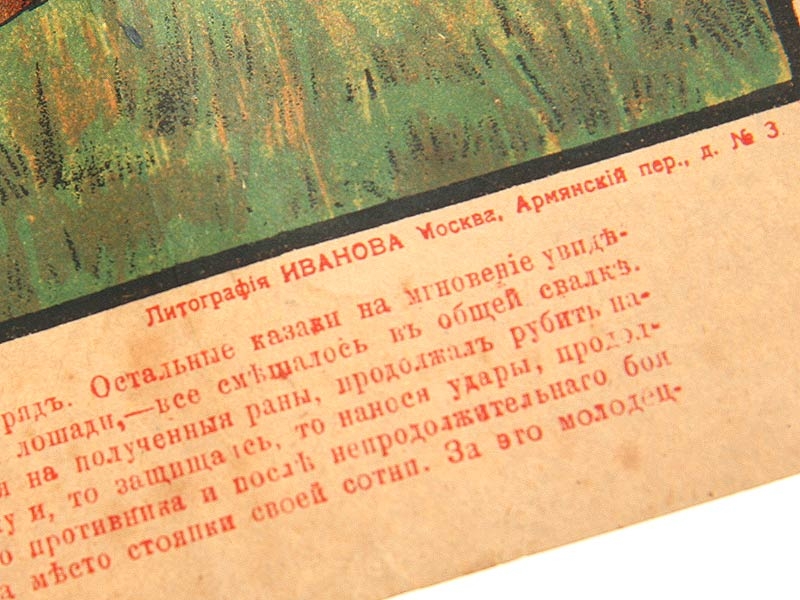 Литографія ИВАНОВА Москва, Армянскій пер., д. № 3.
рядъ. Остальные казаки на мгновеніе увидѣ-
лошади,—все смѣшалось въ общей свалкѣ.
я на полученныя раны, продолжалъ рубить на-
ку и, то защищаясь, то нанося удары, продол-
о противника и послѣ непродолжительнаго боя
а мѣсто стоянки своей сотни. За это молодец-